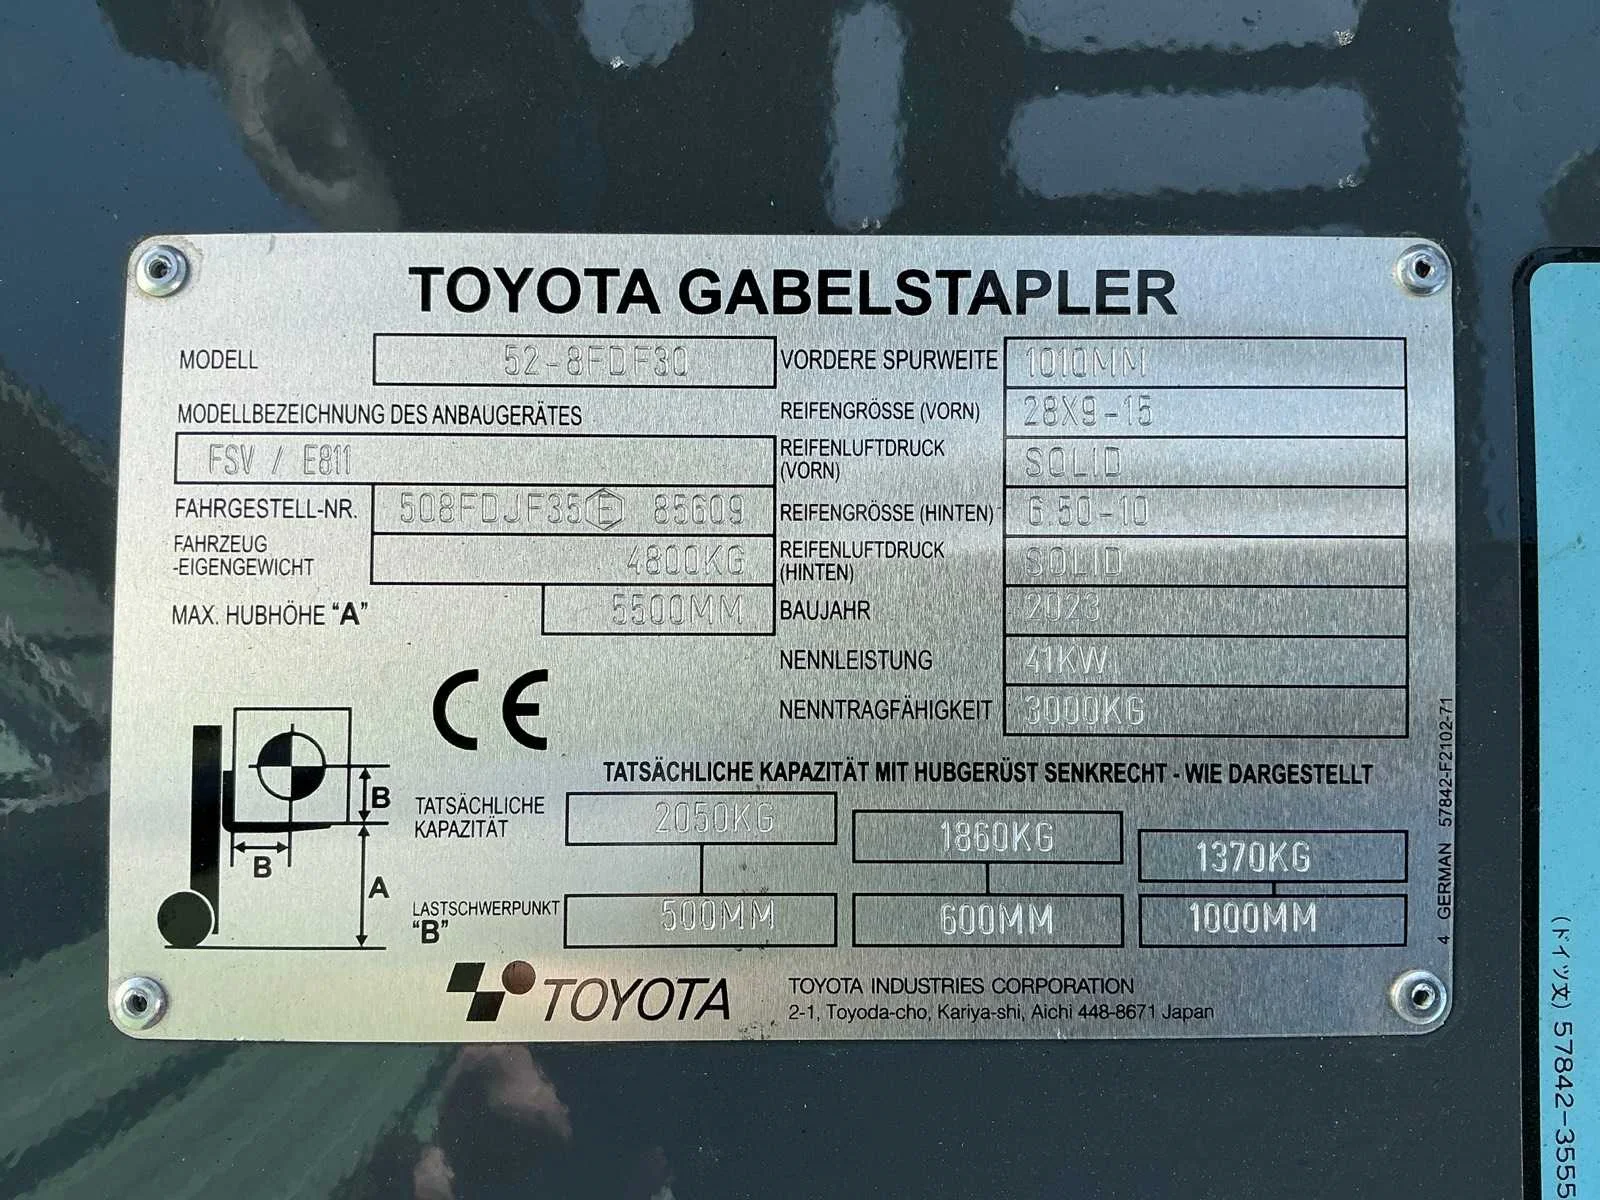 TOYOTA GABELSTAPLER
MODELL 52-8FDF30
MODELLBEZEICHNUNG DES ANBAUGERÄTES
FSV / E811
FAHRGESTELL-NR. 508FDJF35 E 85609
FAHRZEUG
-EIGENGEWICHT 4800KG
MAX. HUBHÖHE "A" 5500MM
VORDERE SPURWEITE 1010MM
REIFENGRÖSSE (VORN) 28X9-15
REIFENLUFTDRUCK
(VORN) SOLID
REIFENGRÖSSE (HINTEN) 6.50-10
REIFENLUFTDRUCK
(HINTEN) SOLID
BAUJAHR 2023
NENNLEISTUNG 41KW
NENNTRAGFÄHIGKEIT 3000KG
CE
B
B
A
TATSÄCHLICHE KAPAZITÄT MIT HUBGERÜST SENKRECHT - WIE DARGESTELLT
TATSÄCHLICHE
KAPAZITÄT 2050KG 1860KG 1370KG
LASTSCHWERPUNKT
"B" 500MM 600MM 1000MM
TOYOTA
TOYOTA INDUSTRIES CORPORATION
2-1, Toyoda-cho, Kariya-shi, Aichi 448-8671 Japan
4 GERMAN 57842-F2102-71
(ドイツ文) 57842-3555